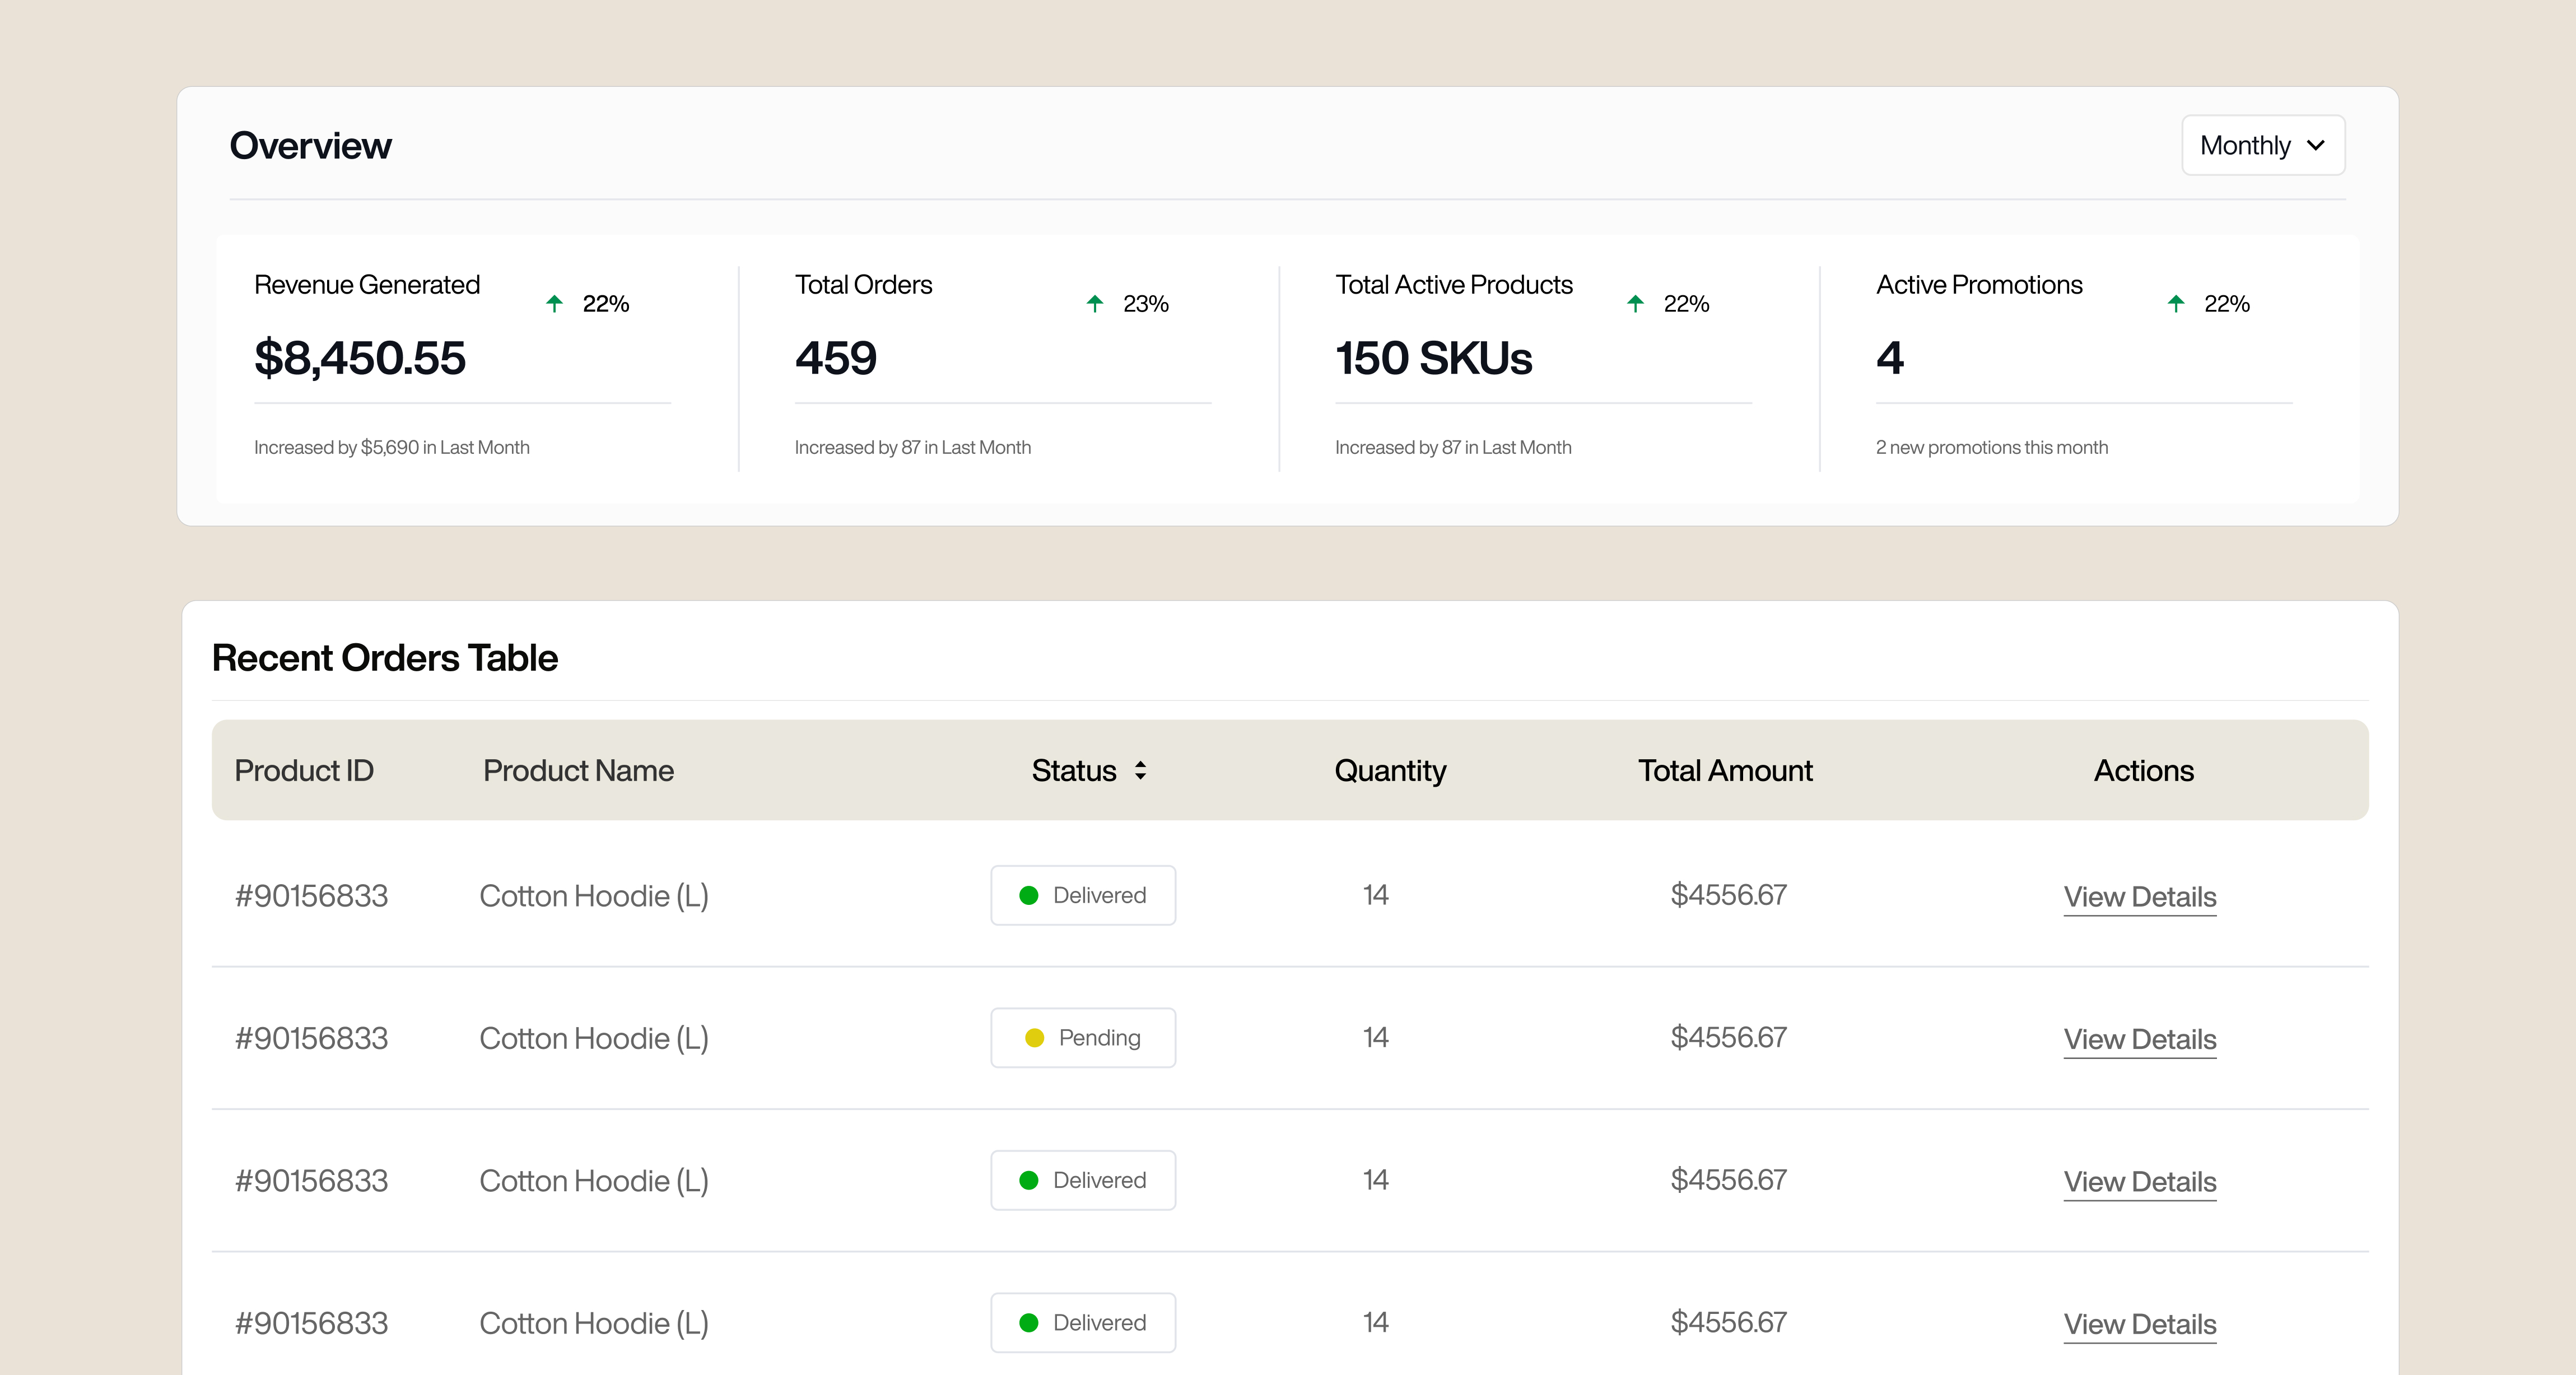 Overview
Monthly
Revenue Generated
22%
$8,450.55
Increased by $5,690 in Last Month
Total Orders
23%
459
Increased by 87 in Last Month
Total Active Products
22%
150 SKUs
Increased by 87 in Last Month
Active Promotions
22%
4
2 new promotions this month
Recent Orders Table
Product ID Product Name Status Quantity Total Amount Actions
#90156833 Cotton Hoodie (L) Delivered 14 $4556.67 View Details
#90156833 Cotton Hoodie (L) Pending 14 $4556.67 View Details
#90156833 Cotton Hoodie (L) Delivered 14 $4556.67 View Details
#90156833 Cotton Hoodie (L) Delivered 14 $4556.67 View Details